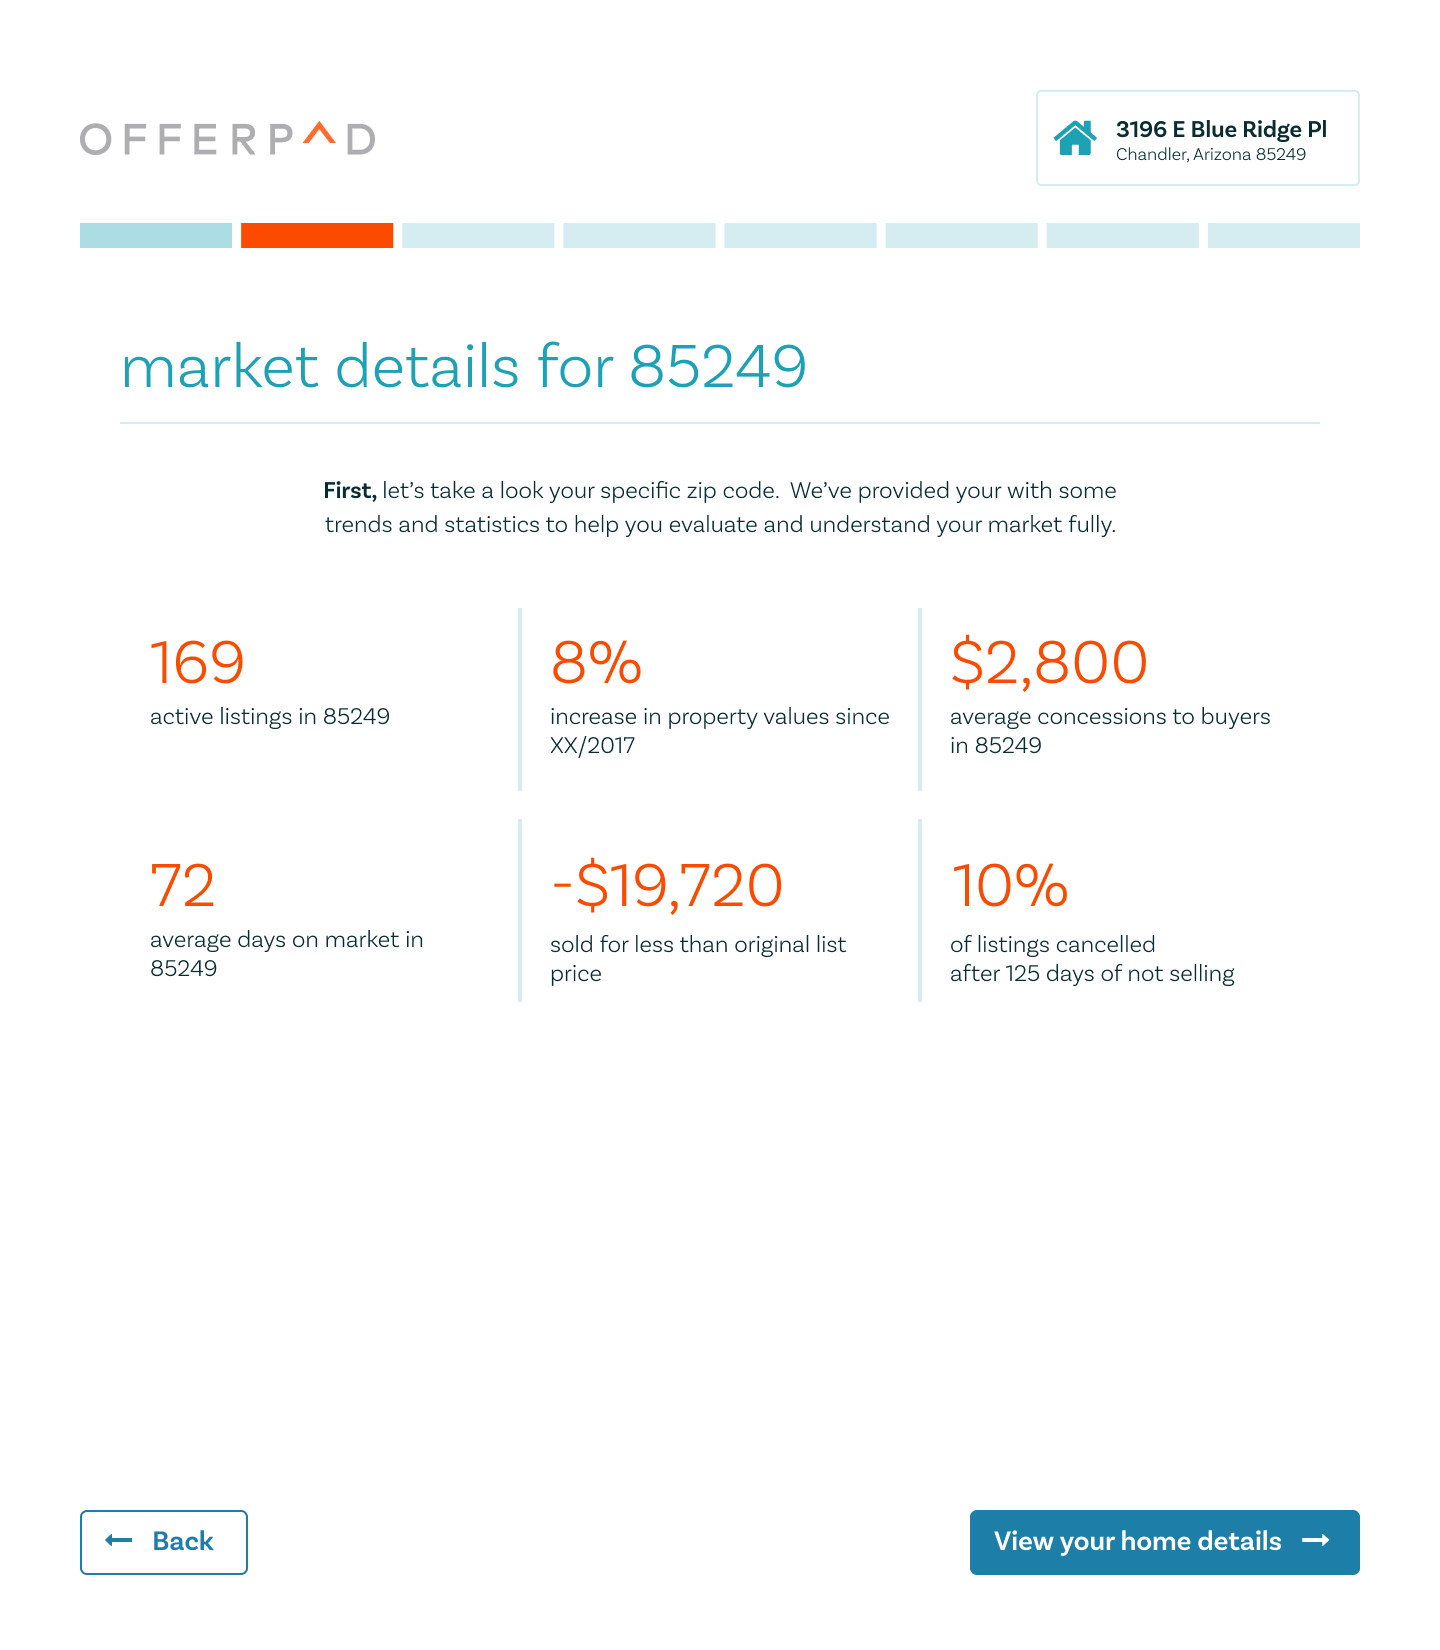 OFFERPAD
3196 E Blue Ridge Pl
Chandler, Arizona 85249
market details for 85249
First, let’s take a look your specific zip code.  We’ve provided your with some
trends and statistics to help you evaluate and understand your market fully.
169
active listings in 85249
8%
increase in property values since
XX/2017
$2,800
average concessions to buyers
in 85249
72
average days on market in
85249
-$19,720
sold for less than original list
price
10%
of listings cancelled
after 125 days of not selling
Back
View your home details